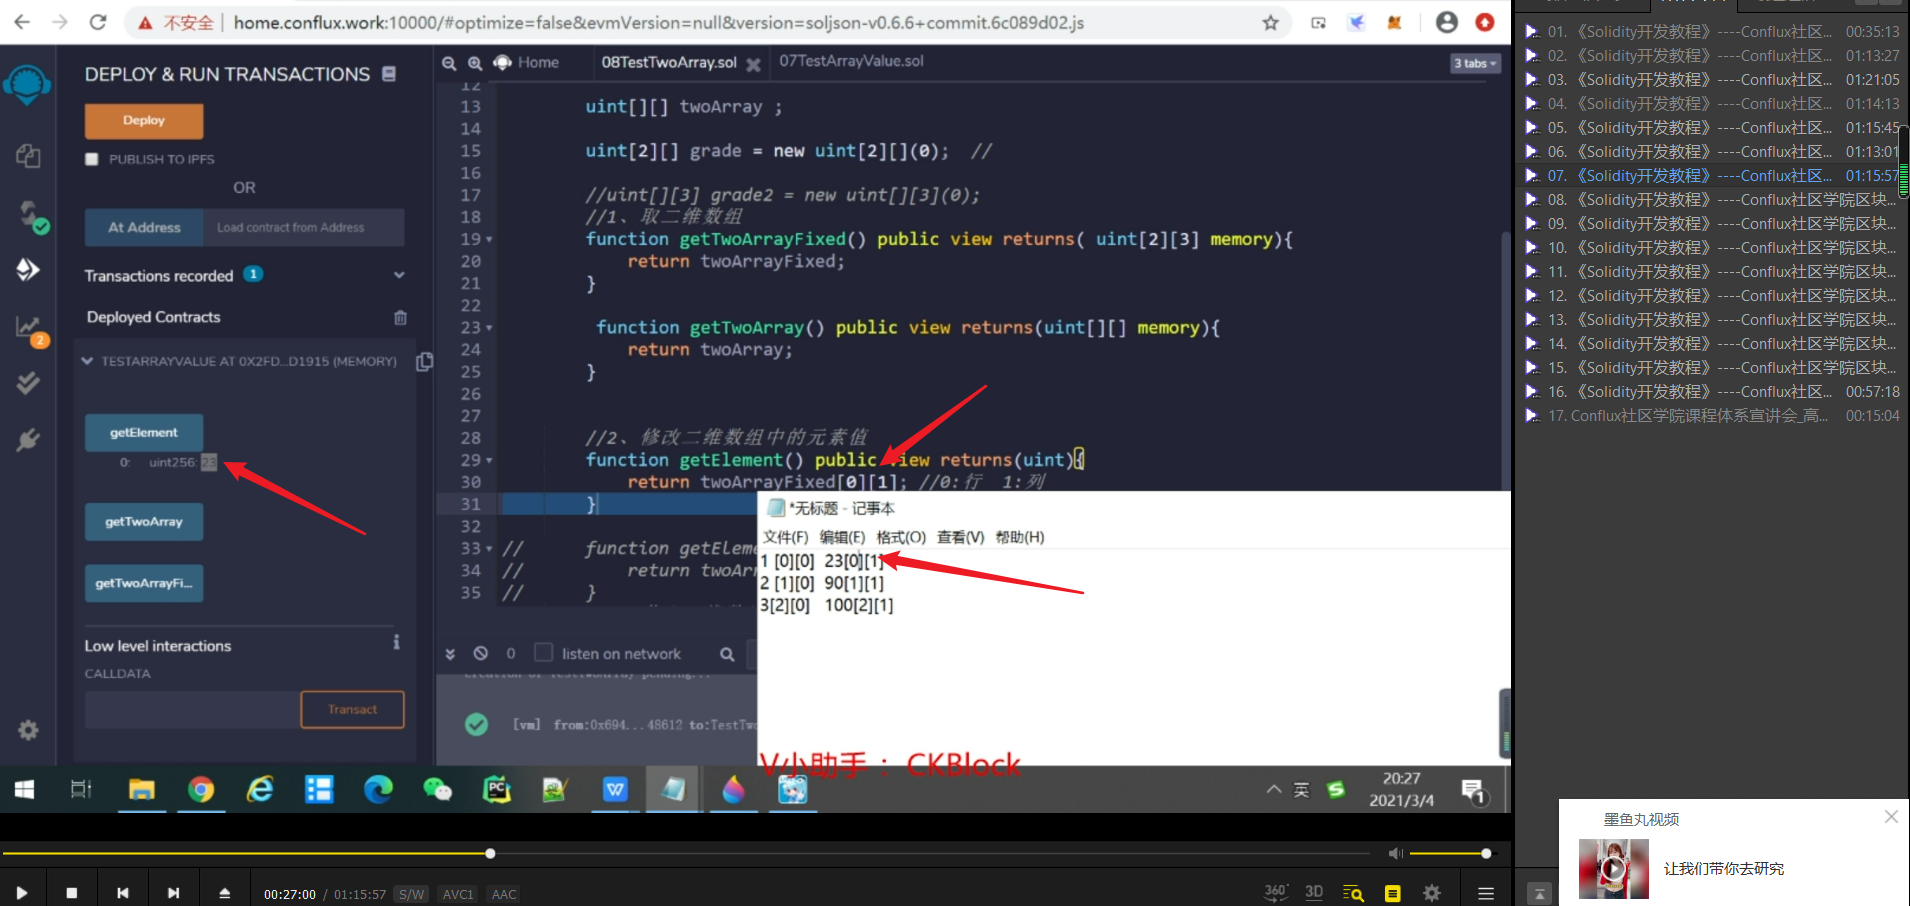 不安全 | home.conflux.work:10000/#optimize=false&evmVersion=null&version=soljson-v0.6.6+commit.6c089d02.js
DEPLOY & RUN TRANSACTIONS
Deploy
PUBLISH TO IPFS
OR
At Address
Load contract from Address
Transactions recorded 1
Deployed Contracts
TESTARRAYVALUE AT 0X2FD...D1915 (MEMORY)
getElement
0: uint256: 23
getTwoArray
getTwoArrayFi...
Low level interactions
CALLDATA
Transact
2
Home
08TestTwoArray.sol
07TestArrayValue.sol
3 tabs
12
13 uint[][] twoArray ;
14
15 uint[2][] grade = new uint[2][](0); //
16
17 //uint[][3] grade2 = new uint[][3](0);
18 //1、取二维数组
19 function getTwoArrayFixed() public view returns( uint[2][3] memory){
20 return twoArrayFixed;
21 }
22
23 function getTwoArray() public view returns(uint[][] memory){
24 return twoArray;
25 }
26
27
28 //2、修改二维数组中的元素值
29 function getElement() public view returns(uint){
30 return twoArrayFixed[0][1]; //0:行 1:列
31 }
32
33 // function getEleme
34 // return twoArr
35 // }
0
listen on network
creation of TestTwoArray pending...
[vm] from:0x694...48612 to:TestTwo
*无标题 - 记事本
文件(F) 编辑(E) 格式(O) 查看(V) 帮助(H)
1 [0][0] 23[0][1]
2 [1][0] 90[1][1]
3[2][0] 100[2][1]
V小助手 ： CKBlock
英
20:27
2021/3/4
1
00:27:00 / 01:15:57 S/W AVC1 AAC
360° 3D
01. 《Solidity开发教程》----Conflux社区... 00:35:13
02. 《Solidity开发教程》----Conflux社区... 01:13:27
03. 《Solidity开发教程》----Conflux社区... 01:21:05
04. 《Solidity开发教程》----Conflux社区... 01:14:13
05. 《Solidity开发教程》----Conflux社区... 01:15:45
06. 《Solidity开发教程》----Conflux社区... 01:13:01
07. 《Solidity开发教程》----Conflux社区... 01:15:57
08. 《Solidity开发教程》----Conflux社区学院区块...
09. 《Solidity开发教程》----Conflux社区学院区块...
10. 《Solidity开发教程》----Conflux社区学院区块...
11. 《Solidity开发教程》----Conflux社区学院区块...
12. 《Solidity开发教程》----Conflux社区学院区块...
13. 《Solidity开发教程》----Conflux社区学院区块...
14. 《Solidity开发教程》----Conflux社区学院区块...
15. 《Solidity开发教程》----Conflux社区学院区块...
16. 《Solidity开发教程》----Conflux社区... 00:57:18
17. Conflux社区学院课程体系宣讲会_高... 00:15:04
墨鱼丸视频
让我们带你去研究